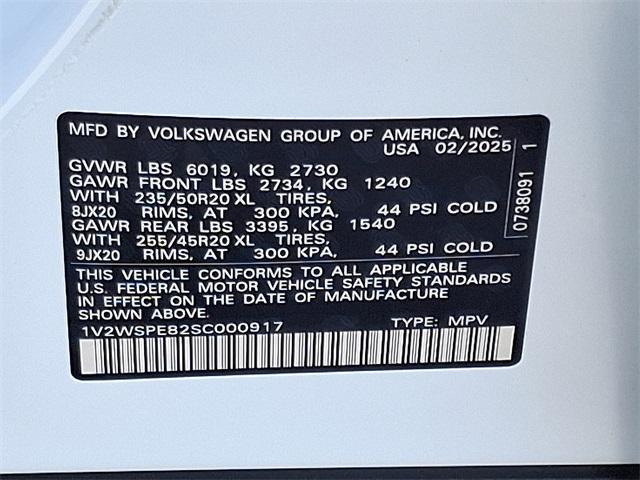 MFD BY VOLKSWAGEN GROUP OF AMERICA, INC.
USA 02/2025
GVWR LBS 6019, KG 2730
GAWR FRONT LBS 2734, KG 1240
WITH 235/50R20 XL TIRES,
8JX20 RIMS, AT 300 KPA, 44 PSI COLD
GAWR REAR LBS 3395, KG 1540
WITH 255/45R20 XL TIRES,
9JX20 RIMS, AT 300 KPA, 44 PSI COLD
THIS VEHICLE CONFORMS TO ALL APPLICABLE
U.S. FEDERAL MOTOR VEHICLE SAFETY STANDARDS
IN EFFECT ON THE DATE OF MANUFACTURE
SHOWN ABOVE.
1V2WSPE82SC000917 TYPE: MPV
0738091 1